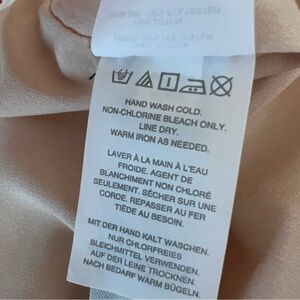 HAND WASH COLD.
NON-CHLORINE BLEACH ONLY.
LINE DRY.
WARM IRON AS NEEDED.
LAVER À LA MAIN À L'EAU
FROIDE. AGENT DE
BLANCHIMENT NON CHLORÉ
SEULEMENT. SÉCHER SUR UNE
CORDE. REPASSER AU FER
TIÈDE AU BESOIN.
MIT DER HAND KALT WASCHEN.
NUR CHLORFREIES
BLEICHMITTEL VERWENDEN.
AUF DER LEINE TROCKNEN.
NACH BEDARF WARM BÜGELN.